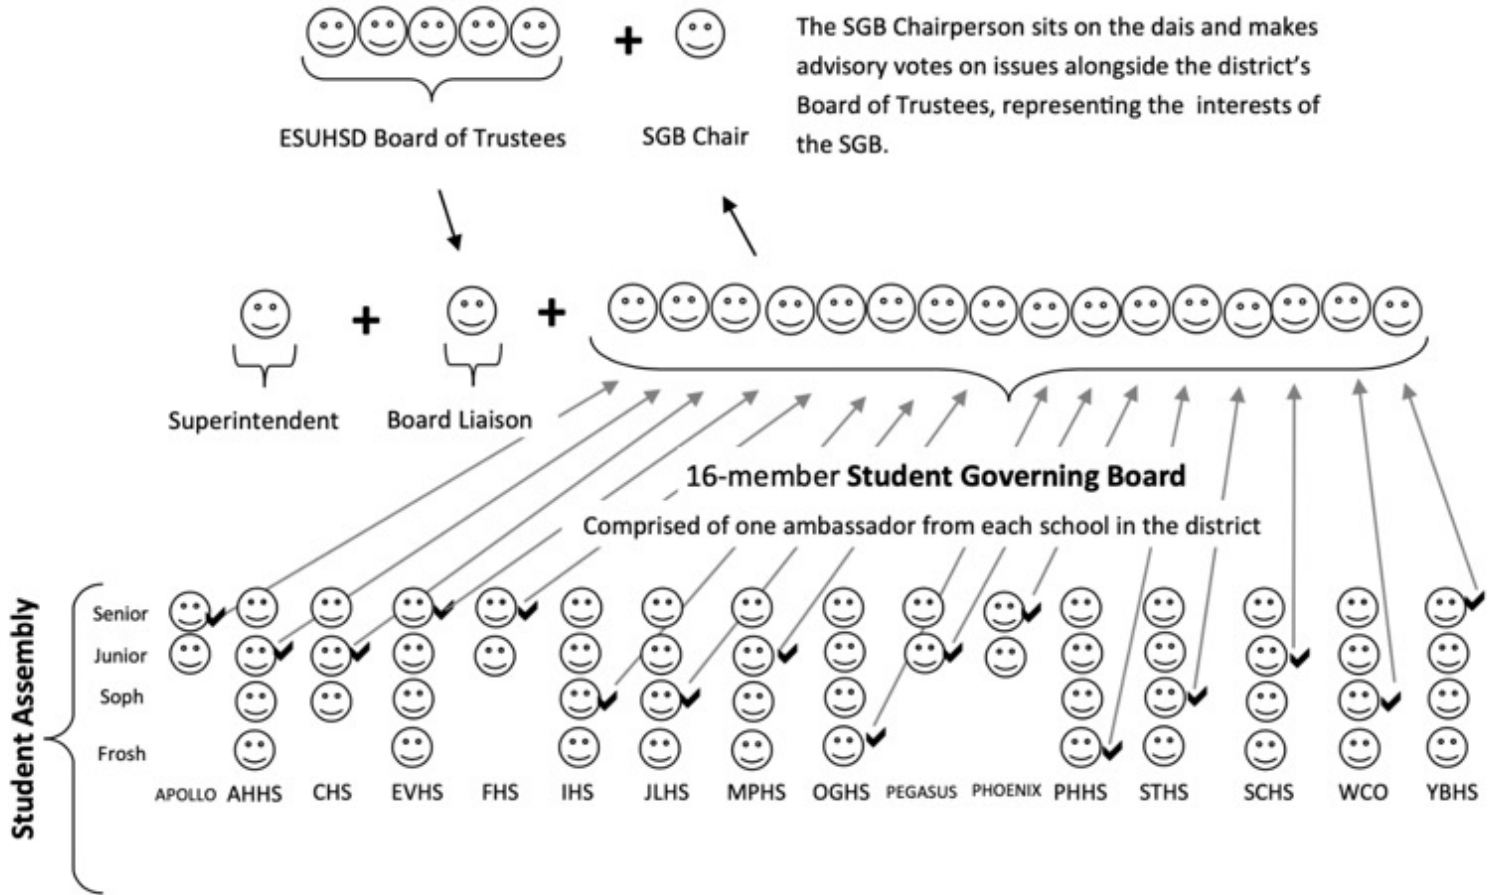 The SGB Chairperson sits on the dais and makes
advisory votes on issues alongside the district's
Board of Trustees, representing the interests of
the SGB.
ESUHSD Board of Trustees
SGB Chair
Superintendent
Board Liaison
16-member Student Governing Board
Comprised of one ambassador from each school in the district
Student Assembly
Senior
Junior
Soph
Frosh
APOLLO AHHS CHS EVHS FHS IHS JLHS MPHS OGHS PEGASUS PHOENIX PHHS STHS SCHS WCO YBHS